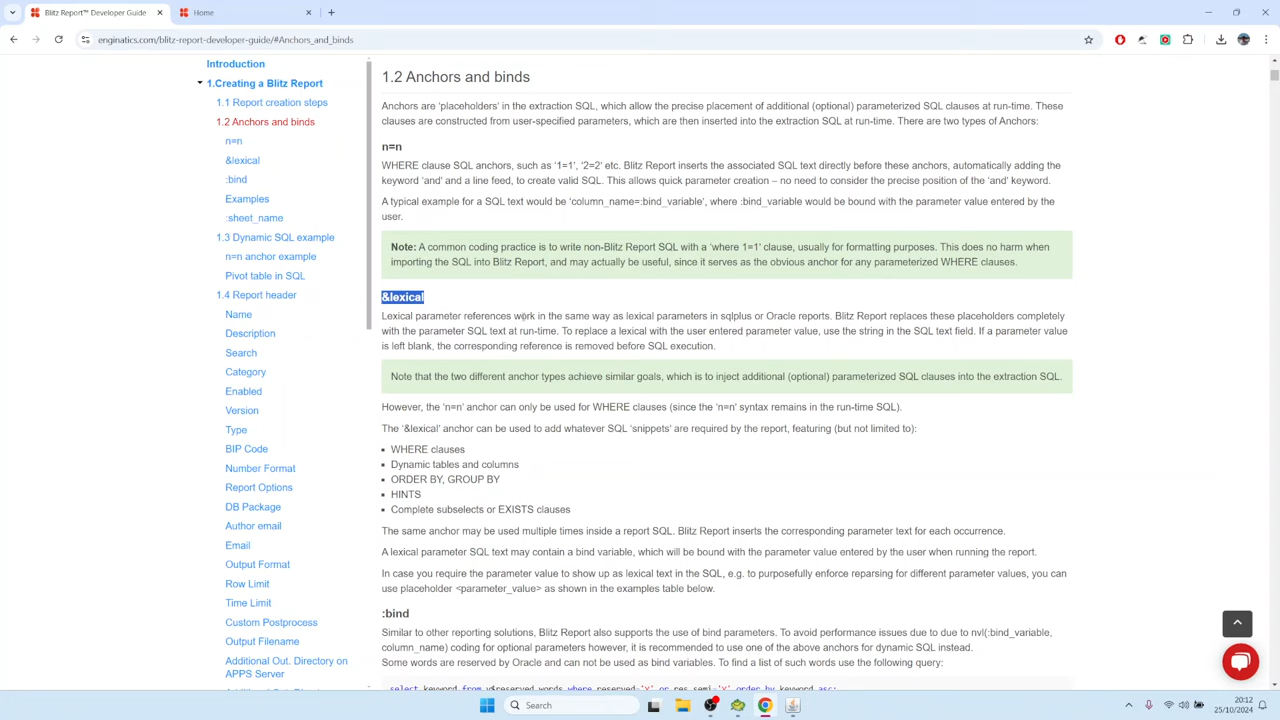 Blitz Report™ Developer Guide
Home
enginatics.com/blitz-report-developer-guide/#Anchors_and_binds
Introduction
1.Creating a Blitz Report
1.1 Report creation steps
1.2 Anchors and binds
n=n
&lexical
:bind
Examples
:sheet_name
1.3 Dynamic SQL example
n=n anchor example
Pivot table in SQL
1.4 Report header
Name
Description
Search
Category
Enabled
Version
Type
BIP Code
Number Format
Report Options
DB Package
Author email
Email
Output Format
Row Limit
Time Limit
Custom Postprocess
Output Filename
Additional Out. Directory on
APPS Server
1.2 Anchors and binds
Anchors are 'placeholders' in the extraction SQL, which allow the precise placement of additional (optional) parameterized SQL clauses at run-time. These
clauses are constructed from user-specified parameters, which are then inserted into the extraction SQL at run-time. There are two types of Anchors:
n=n
WHERE clause SQL anchors, such as '1=1', '2=2' etc. Blitz Report inserts the associated SQL text directly before these anchors, automatically adding the
keyword 'and' and a line feed, to create valid SQL. This allows quick parameter creation – no need to consider the precise position of the 'and' keyword.
A typical example for a SQL text would be 'column_name=:bind_variable', where :bind_variable would be bound with the parameter value entered by the
user.
Note: A common coding practice is to write non-Blitz Report SQL with a 'where 1=1' clause, usually for formatting purposes. This does no harm when
importing the SQL into Blitz Report, and may actually be useful, since it serves as the obvious anchor for any parameterized WHERE clauses.
&lexical
Lexical parameter references work in the same way as lexical parameters in sqlplus or Oracle reports. Blitz Report replaces these placeholders completely
with the parameter SQL text at run-time. To replace a lexical with the user entered parameter value, use the string in the SQL text field. If a parameter value
is left blank, the corresponding reference is removed before SQL execution.
Note that the two different anchor types achieve similar goals, which is to inject additional (optional) parameterized SQL clauses into the extraction SQL.
However, the 'n=n' anchor can only be used for WHERE clauses (since the 'n=n' syntax remains in the run-time SQL).
The '&lexical' anchor can be used to add whatever SQL 'snippets' are required by the report, featuring (but not limited to):
WHERE clauses
Dynamic tables and columns
ORDER BY, GROUP BY
HINTS
Complete subselects or EXISTS clauses
The same anchor may be used multiple times inside a report SQL. Blitz Report inserts the corresponding parameter text for each occurrence.
A lexical parameter SQL text may contain a bind variable, which will be bound with the parameter value entered by the user when running the report.
In case you require the parameter value to show up as lexical text in the SQL, e.g. to purposefully enforce reparsing for different parameter values, you can
use placeholder <parameter_value> as shown in the examples table below.
:bind
Similar to other reporting solutions, Blitz Report also supports the use of bind parameters. To avoid performance issues due to due to nvl(:bind_variable,
column_name) coding for optional parameters however, it is recommended to use one of the above anchors for dynamic SQL instead.
Some words are reserved by Oracle and can not be used as bind variables. To find a list of such words use the following query:
select keyword from v$reserved_words where reserved='Y' or res_semi='Y' order by keyword asc;
Search
20:12
25/10/2024